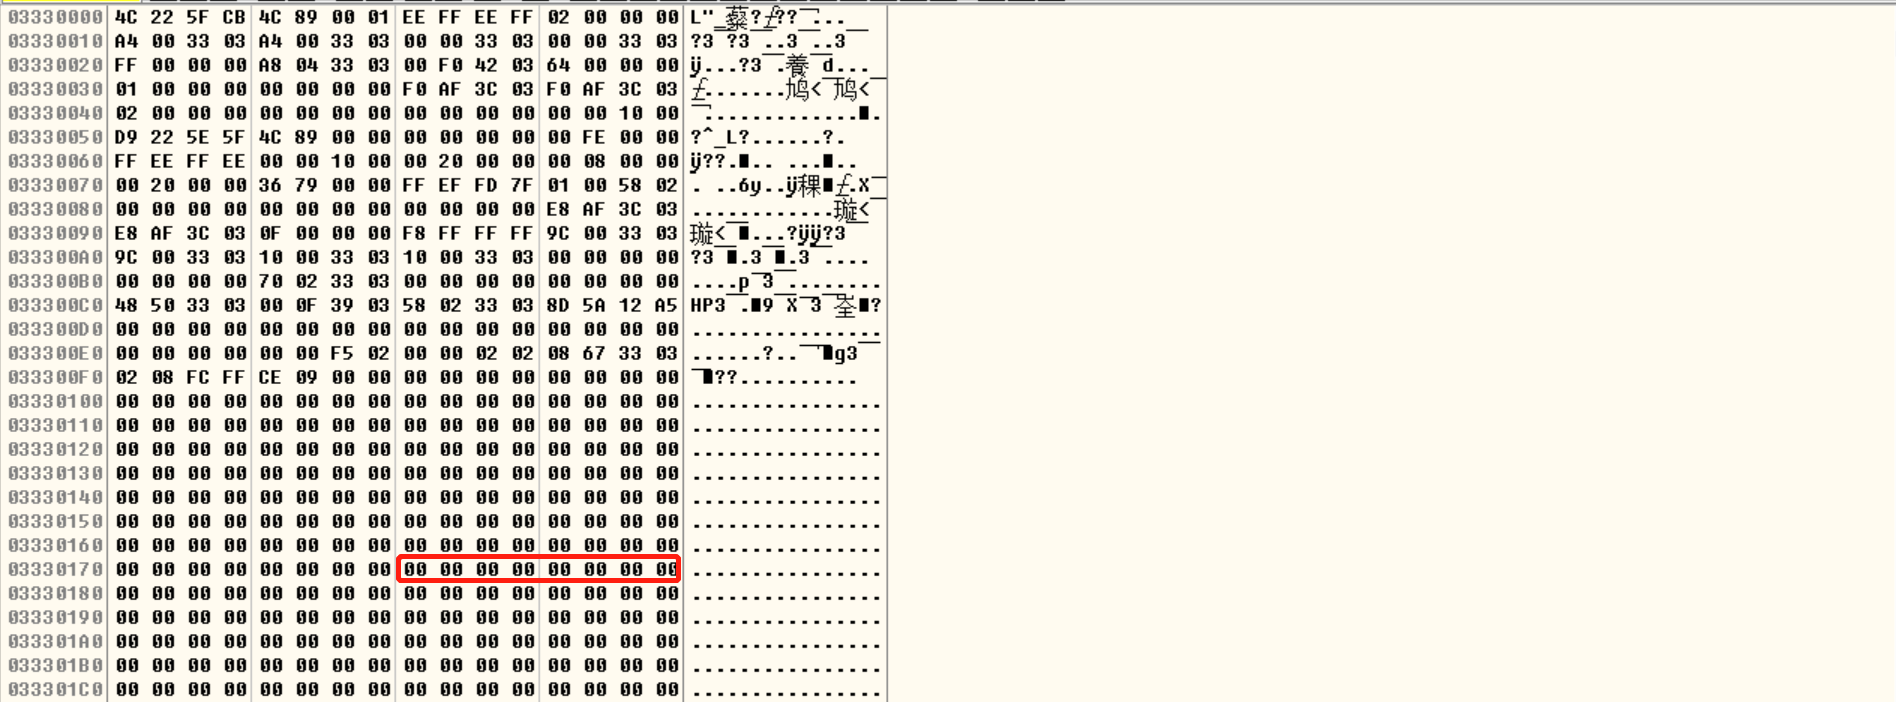 03330000 4C 22 5F CB 4C 89 00 01 EE FF EE FF 02 00 00 00 L"_蔾?
03330010 A4 00 33 03 A4 00 33 03 00 00 33 03 00 00 33 03 ?3 ?3 ..3 ..3
03330020 FF 00 00 00 A8 04 33 03 00 F0 42 03 64 00 00 00 ÿ...?3 .養 d...
03330030 01 00 00 00 00 00 00 00 F0 AF 3C 03 F0 AF 3C 03 .......鸠< 鸠<
03330040 02 00 00 00 00 00 00 00 00 00 00 00 00 00 10 00 .............■.
03330050 D9 22 5E 5F 4C 89 00 00 00 00 00 00 00 FE 00 00 ?^_L?......?.
03330060 FF EE FF EE 00 00 10 00 00 20 00 00 00 08 00 00 ÿ??.■.. ...■..
03330070 00 20 00 00 36 79 00 00 FF EF FD 7F 01 00 58 02 . ..6y..ÿ稞■ .X
03330080 00 00 00 00 00 00 00 00 00 00 00 00 E8 AF 3C 03 ............璇<
03330090 E8 AF 3C 03 0F 00 00 00 F8 FF FF FF 9C 00 33 03 璇< ■...?ÿÿ?3
033300A0 9C 00 33 03 10 00 33 03 10 00 33 03 00 00 00 00 ?3 ■.3 ■.3 ....
033300B0 00 00 00 00 70 02 33 03 00 00 00 00 00 00 00 00 ....p 3 ........
033300C0 48 50 33 03 00 0F 39 03 58 02 33 03 8D 5A 12 A5 HP3 .■9 X 3 峑■?
033300D0 00 00 00 00 00 00 00 00 00 00 00 00 00 00 00 00 ................
033300E0 00 00 00 00 00 00 F5 02 00 00 02 02 08 67 33 03 ......?.. ■g3
033300F0 02 08 FC FF CE 09 00 00 00 00 00 00 00 00 00 00 ■??..........
03330100 00 00 00 00 00 00 00 00 00 00 00 00 00 00 00 00 ................
03330110 00 00 00 00 00 00 00 00 00 00 00 00 00 00 00 00 ................
03330120 00 00 00 00 00 00 00 00 00 00 00 00 00 00 00 00 ................
03330130 00 00 00 00 00 00 00 00 00 00 00 00 00 00 00 00 ................
03330140 00 00 00 00 00 00 00 00 00 00 00 00 00 00 00 00 ................
03330150 00 00 00 00 00 00 00 00 00 00 00 00 00 00 00 00 ................
03330160 00 00 00 00 00 00 00 00 00 00 00 00 00 00 00 00 ................
03330170 00 00 00 00 00 00 00 00 00 00 00 00 00 00 00 00 ................
03330180 00 00 00 00 00 00 00 00 00 00 00 00 00 00 00 00 ................
03330190 00 00 00 00 00 00 00 00 00 00 00 00 00 00 00 00 ................
033301A0 00 00 00 00 00 00 00 00 00 00 00 00 00 00 00 00 ................
033301B0 00 00 00 00 00 00 00 00 00 00 00 00 00 00 00 00 ................
033301C0 00 00 00 00 00 00 00 00 00 00 00 00 00 00 00 00 ................